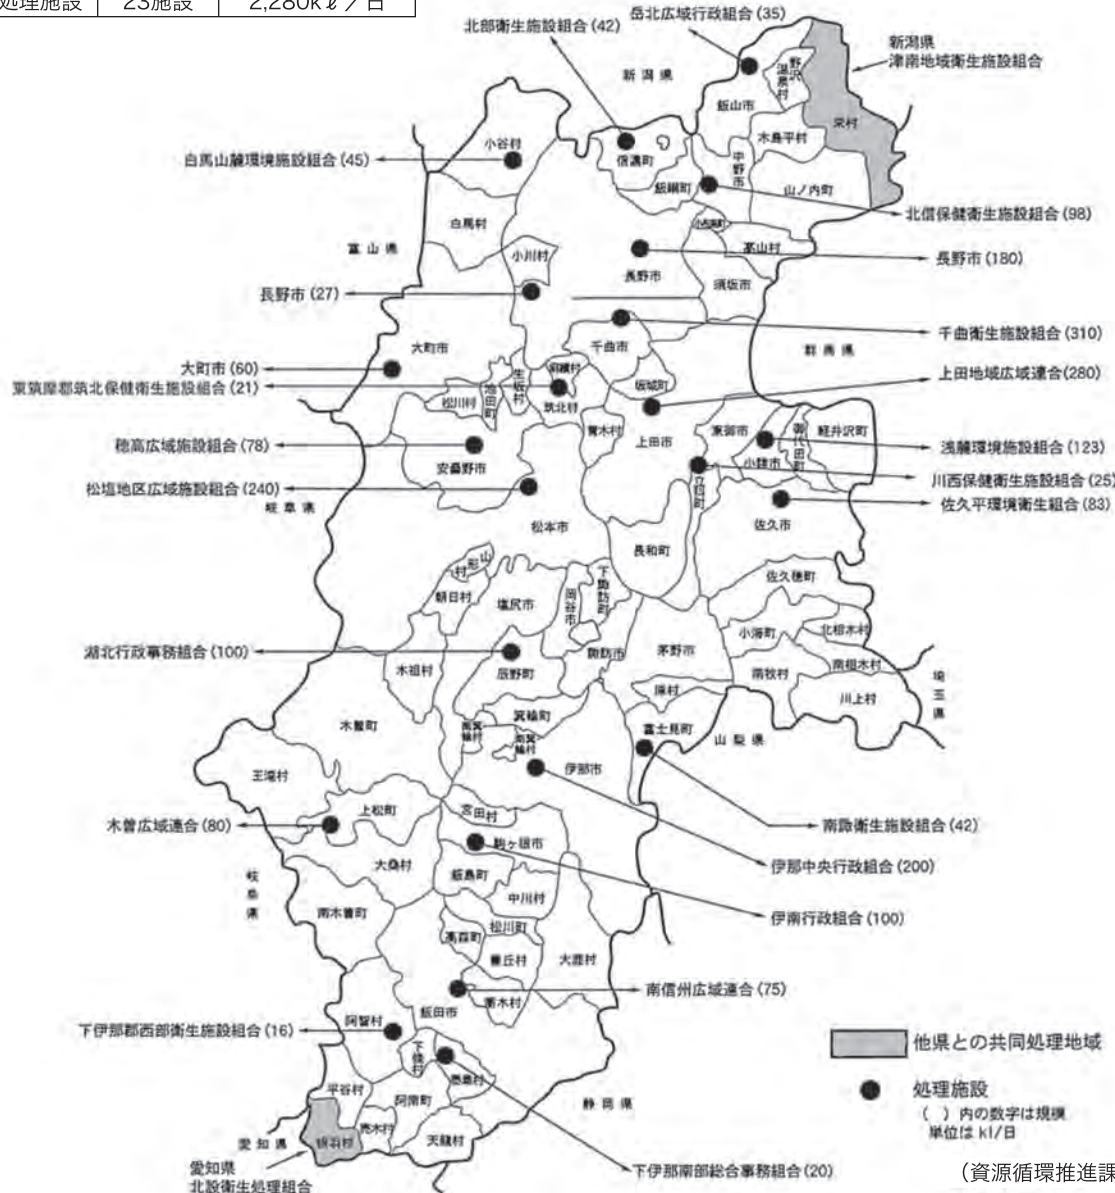 処理施設 23施設 2,280kℓ/日
北部衛生施設組合(42)
岳北広域行政組合(35)
新潟県
津南地域衛生施設組合
新潟県
野沢温泉村
飯山市
栄村
小谷村
信濃町
木島平村
中野市
白馬山麓環境施設組合(45)
飯綱町
山ノ内町
北信保健衛生施設組合(98)
白馬村
小布施町
高山村
富山県
小川村
長野市
長野市(180)
須坂市
長野市(27)
千曲衛生施設組合(310)
大町市
千曲市
群馬県
大町市(60)
生坂村
麻績村
上田地域広域連合(280)
東筑摩郡筑北保健衛生施設組合(21)
池田町
坂城町
松川村
筑北村
青木村
東御市
御代田町
軽井沢町
穂高広域施設組合(78)
上田市
浅麓環境施設組合(123)
安曇野市
小諸市
川西保健衛生施設組合(25)
松塩地区広域施設組合(240)
立科町
佐久平環境衛生組合(83)
岐阜県
松本市
佐久市
長和町
山形村
下諏訪町
佐久穂町
朝日村
塩尻市
岡谷市
小海町
北相木村
湖北行政事務組合(100)
諏訪市
茅野市
木祖村
辰野町
南牧村
南相木村
原村
川上村
埼玉県
箕輪町
木曽町
南箕輪村
南箕輪村
富士見町
山梨県
伊那市
王滝村
上松町
宮田村
木曽広域連合(80)
南諏衛生施設組合(42)
駒ヶ根市
大桑村
伊那中央行政組合(200)
飯島町
岐阜県
中川村
南木曽町
伊南行政組合(100)
松川町
高森町
豊丘村
大鹿村
南信州広域連合(75)
喬木村
飯田市
阿智村
下伊那郡西部衛生施設組合(16)
他県との共同処理地域
下條村
泰阜村
処理施設
平谷村
( )内の数字は規模
単位はkl/日
阿南町
静岡県
売木村
愛知県
根羽村
天龍村
愛知県
北設衛生処理組合
下伊那南部総合事務組合(20)
(資源循環推進課